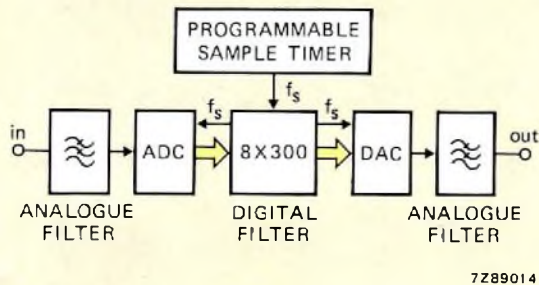 PROGRAMMABLE
SAMPLE TIMER
fs
fs
fs
in
ADC
8X300
DAC
out
ANALOGUE
FILTER
DIGITAL
FILTER
ANALOGUE
FILTER
7Z89014